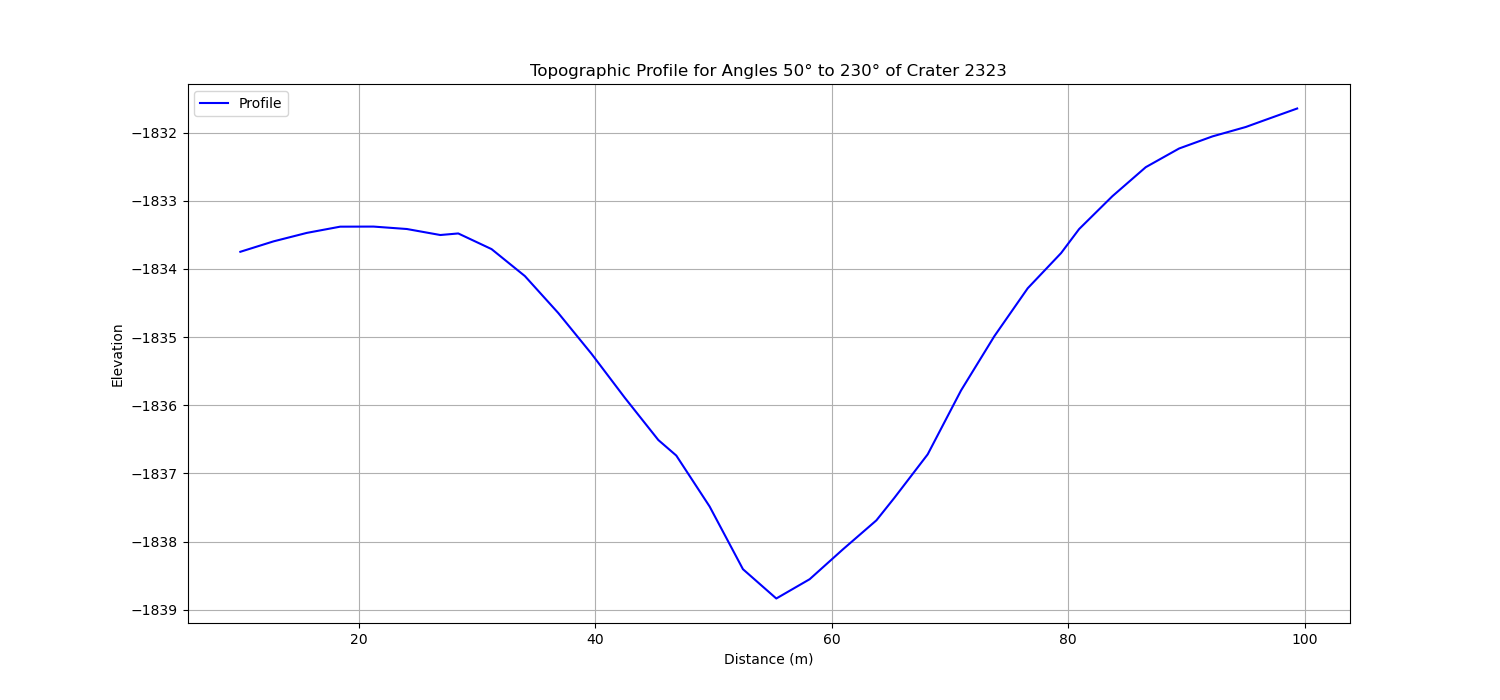 Topographic Profile for Angles 50° to 230° of Crater 2323
Profile
−1832
−1833
−1834
−1835
−1836
−1837
−1838
−1839
Elevation
20 40 60 80 100
Distance (m)